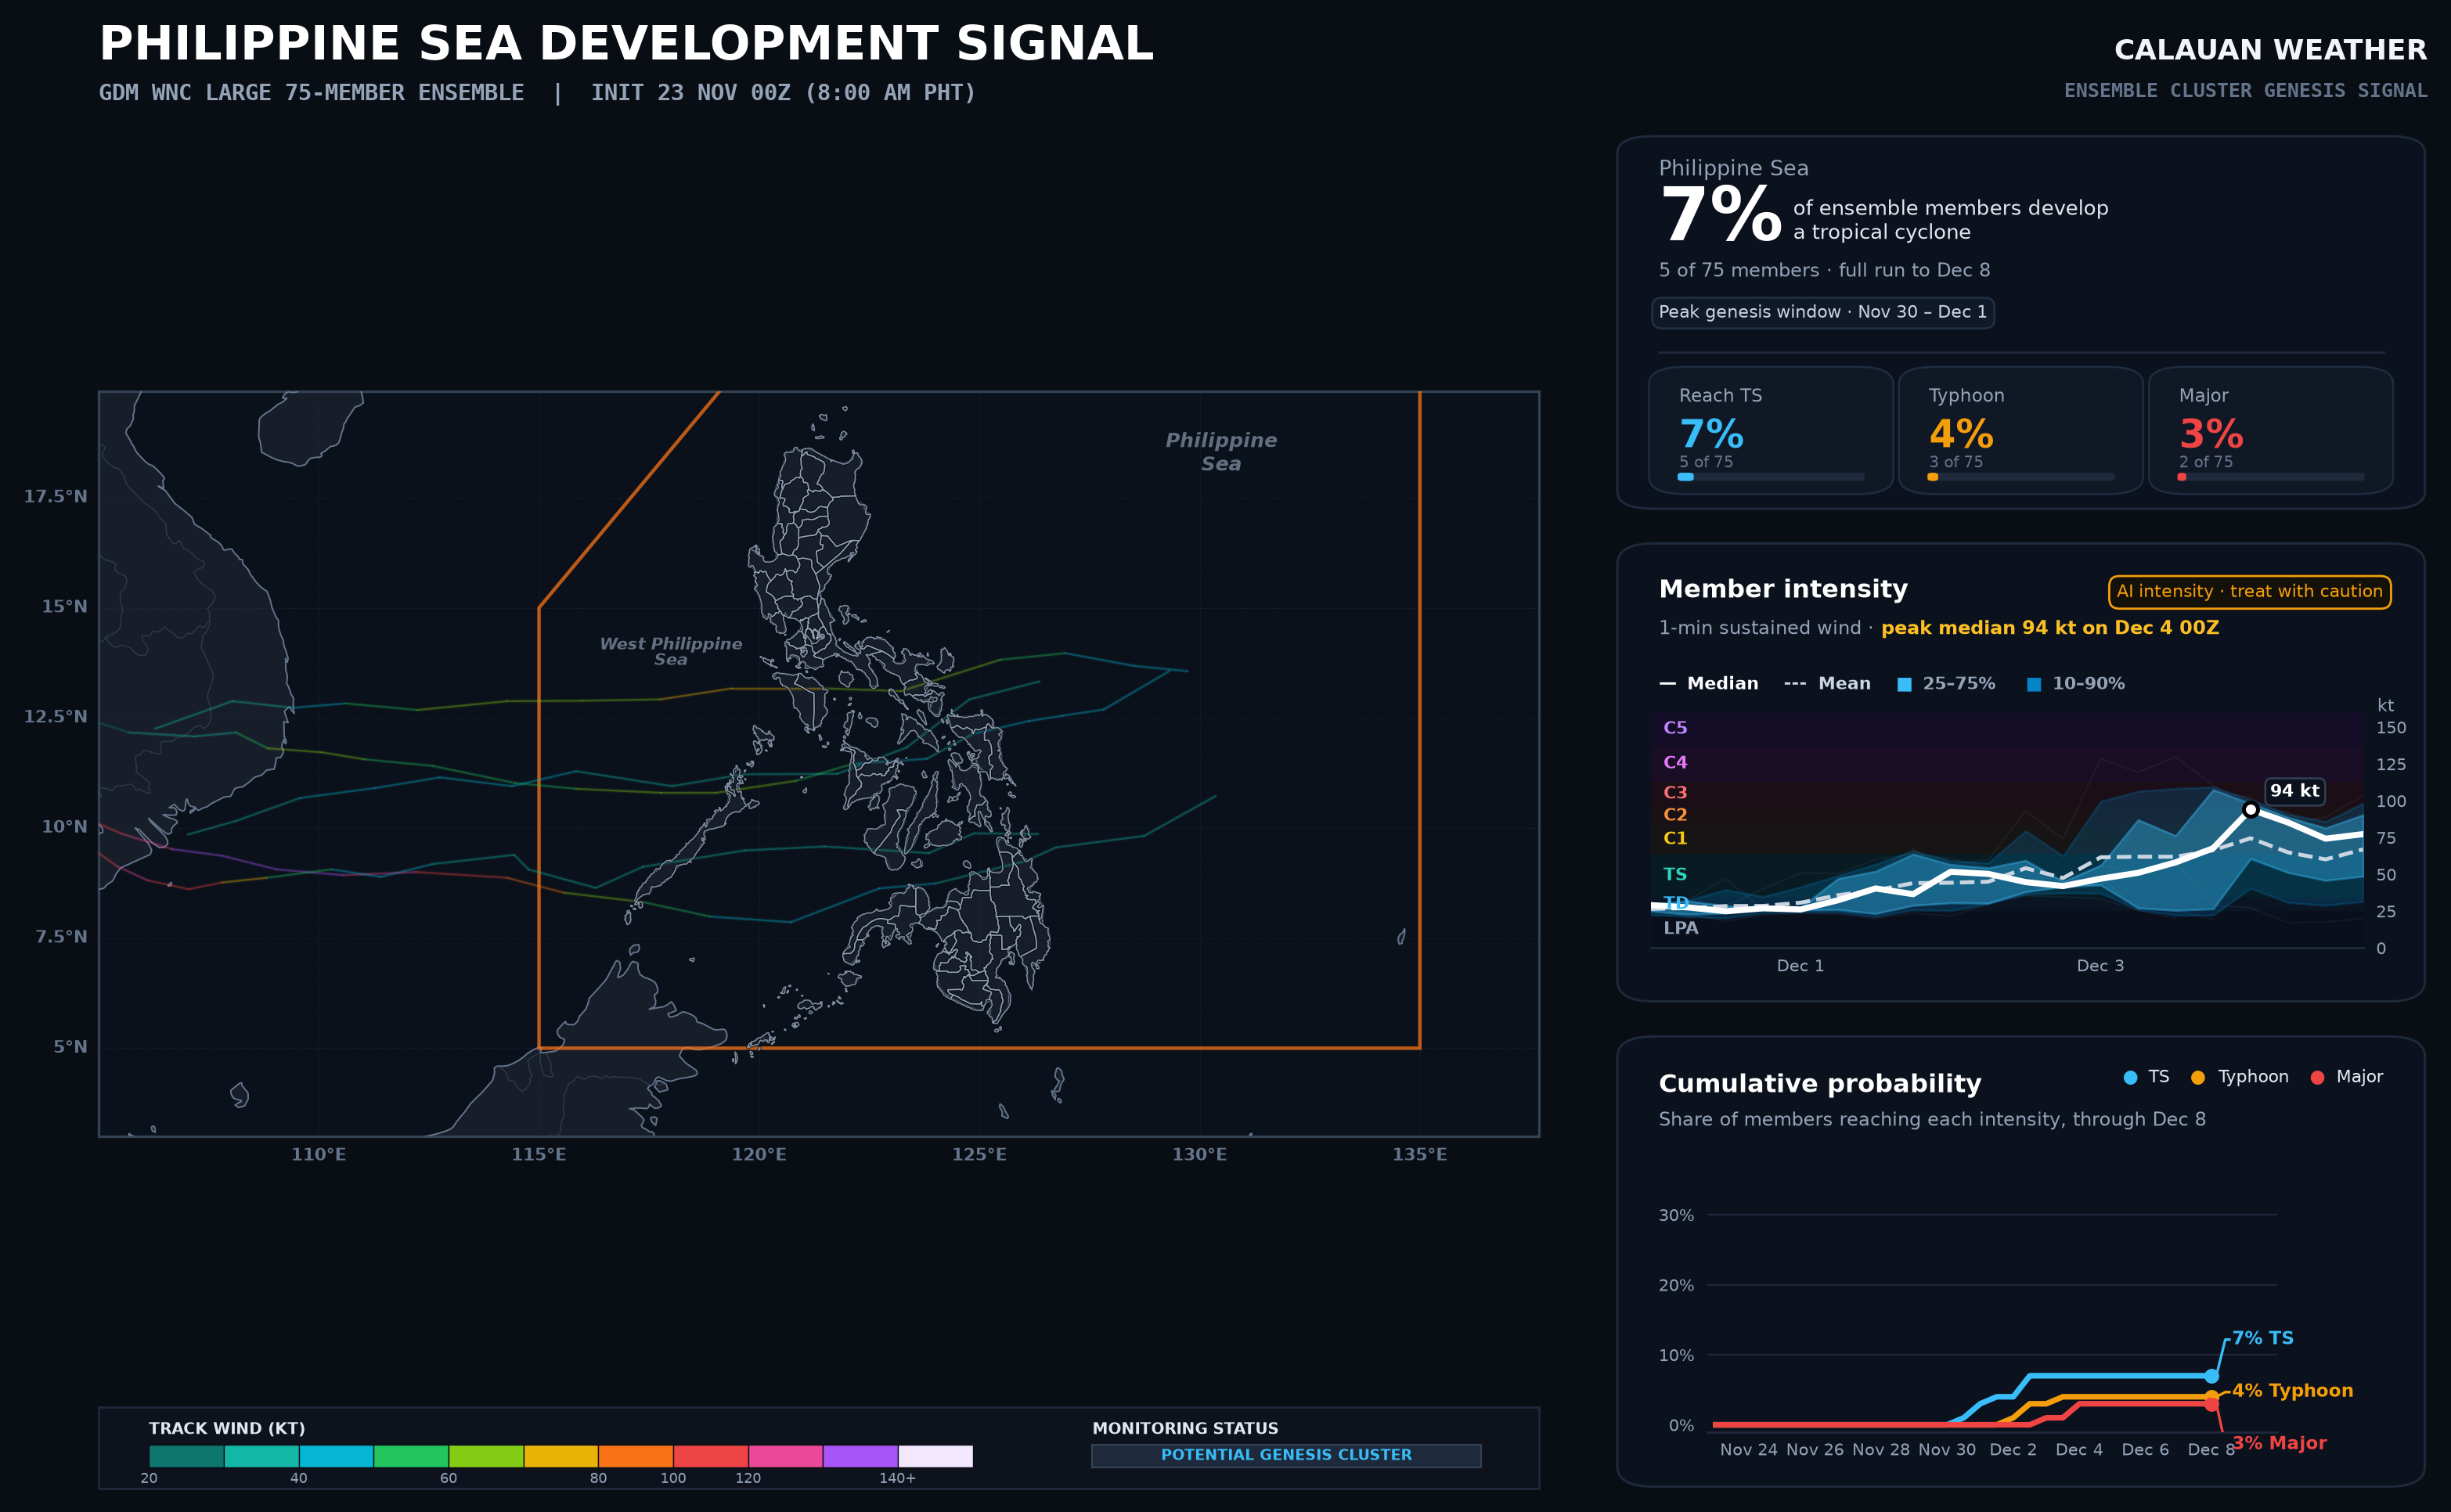 PHILIPPINE SEA DEVELOPMENT SIGNAL
GDM WNC LARGE 75-MEMBER ENSEMBLE | INIT 23 NOV 00Z (8:00 AM PHT)
CALAUAN WEATHER
ENSEMBLE CLUSTER GENESIS SIGNAL
Philippine Sea
West Philippine Sea
17.5°N
15°N
12.5°N
10°N
7.5°N
5°N
110°E
115°E
120°E
125°E
130°E
135°E
TRACK WIND (KT)
20
40
60
80
100
120
140+
MONITORING STATUS
POTENTIAL GENESIS CLUSTER
Philippine Sea
7%
of ensemble members develop
a tropical cyclone
5 of 75 members · full run to Dec 8
Peak genesis window · Nov 30 – Dec 1
Reach TS
7%
5 of 75
Typhoon
4%
3 of 75
Major
3%
2 of 75
Member intensity
AI intensity · treat with caution
1-min sustained wind · peak median 94 kt on Dec 4 00Z
Median
Mean
25–75%
10–90%
kt
C5
C4
C3
C2
C1
TS
TD
LPA
150
125
100
75
50
25
0
94 kt
Dec 1
Dec 3
Cumulative probability
TS
Typhoon
Major
Share of members reaching each intensity, through Dec 8
30%
20%
10%
0%
7% TS
4% Typhoon
3% Major
Nov 24
Nov 26
Nov 28
Nov 30
Dec 2
Dec 4
Dec 6
Dec 8